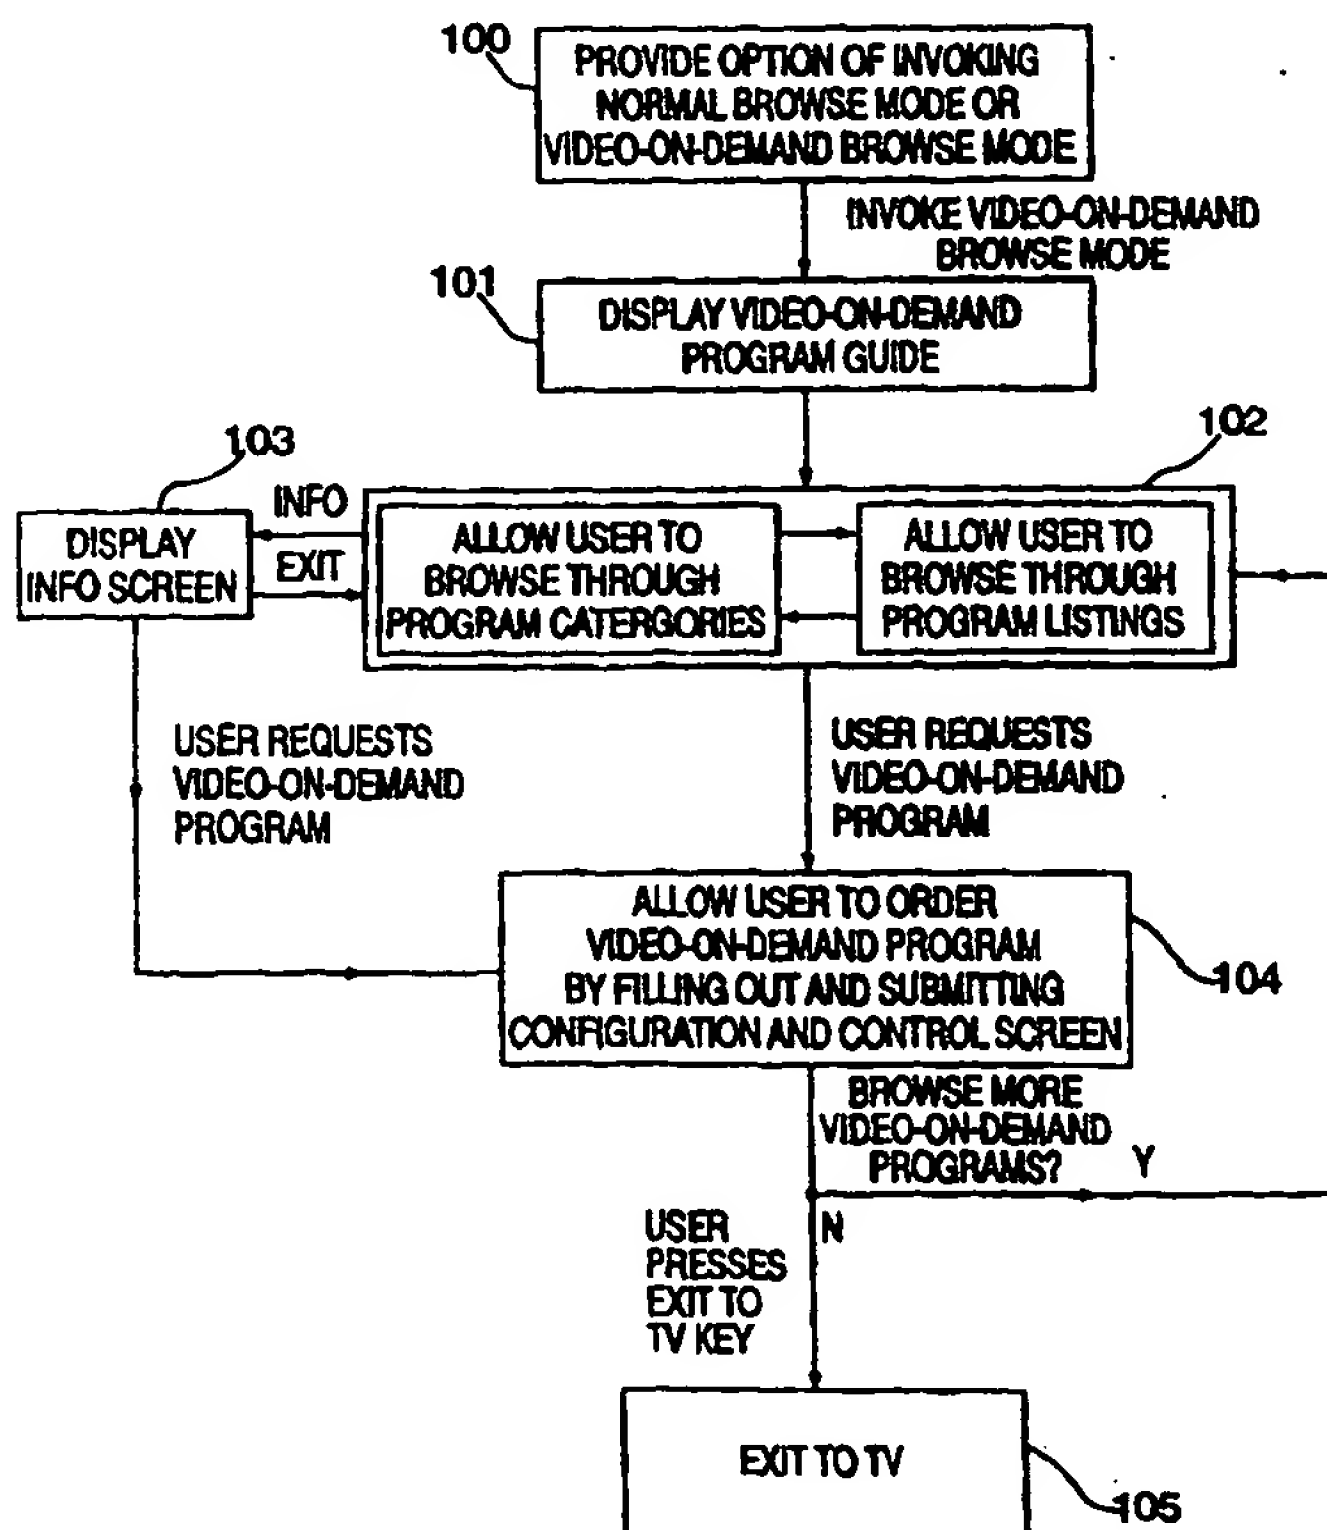 100
PROVIDE OPTION OF INVOKING
NORMAL BROWSE MODE OR
VIDEO-ON-DEMAND BROWSE MODE
INVOKE VIDEO-ON-DEMAND
BROWSE MODE
101
DISPLAY VIDEO-ON-DEMAND
PROGRAM GUIDE
102
103
INFO
EXIT
DISPLAY
INFO SCREEN
ALLOW USER TO
BROWSE THROUGH
PROGRAM CATERGORIES
ALLOW USER TO
BROWSE THROUGH
PROGRAM LISTINGS
USER REQUESTS
VIDEO-ON-DEMAND
PROGRAM
USER REQUESTS
VIDEO-ON-DEMAND
PROGRAM
ALLOW USER TO ORDER
VIDEO-ON-DEMAND PROGRAM
BY FILLING OUT AND SUBMITTING
CONFIGURATION AND CONTROL SCREEN
104
BROWSE MORE
VIDEO-ON-DEMAND
PROGRAMS?
Y
N
USER
PRESSES
EXIT TO
TV KEY
EXIT TO TV
105